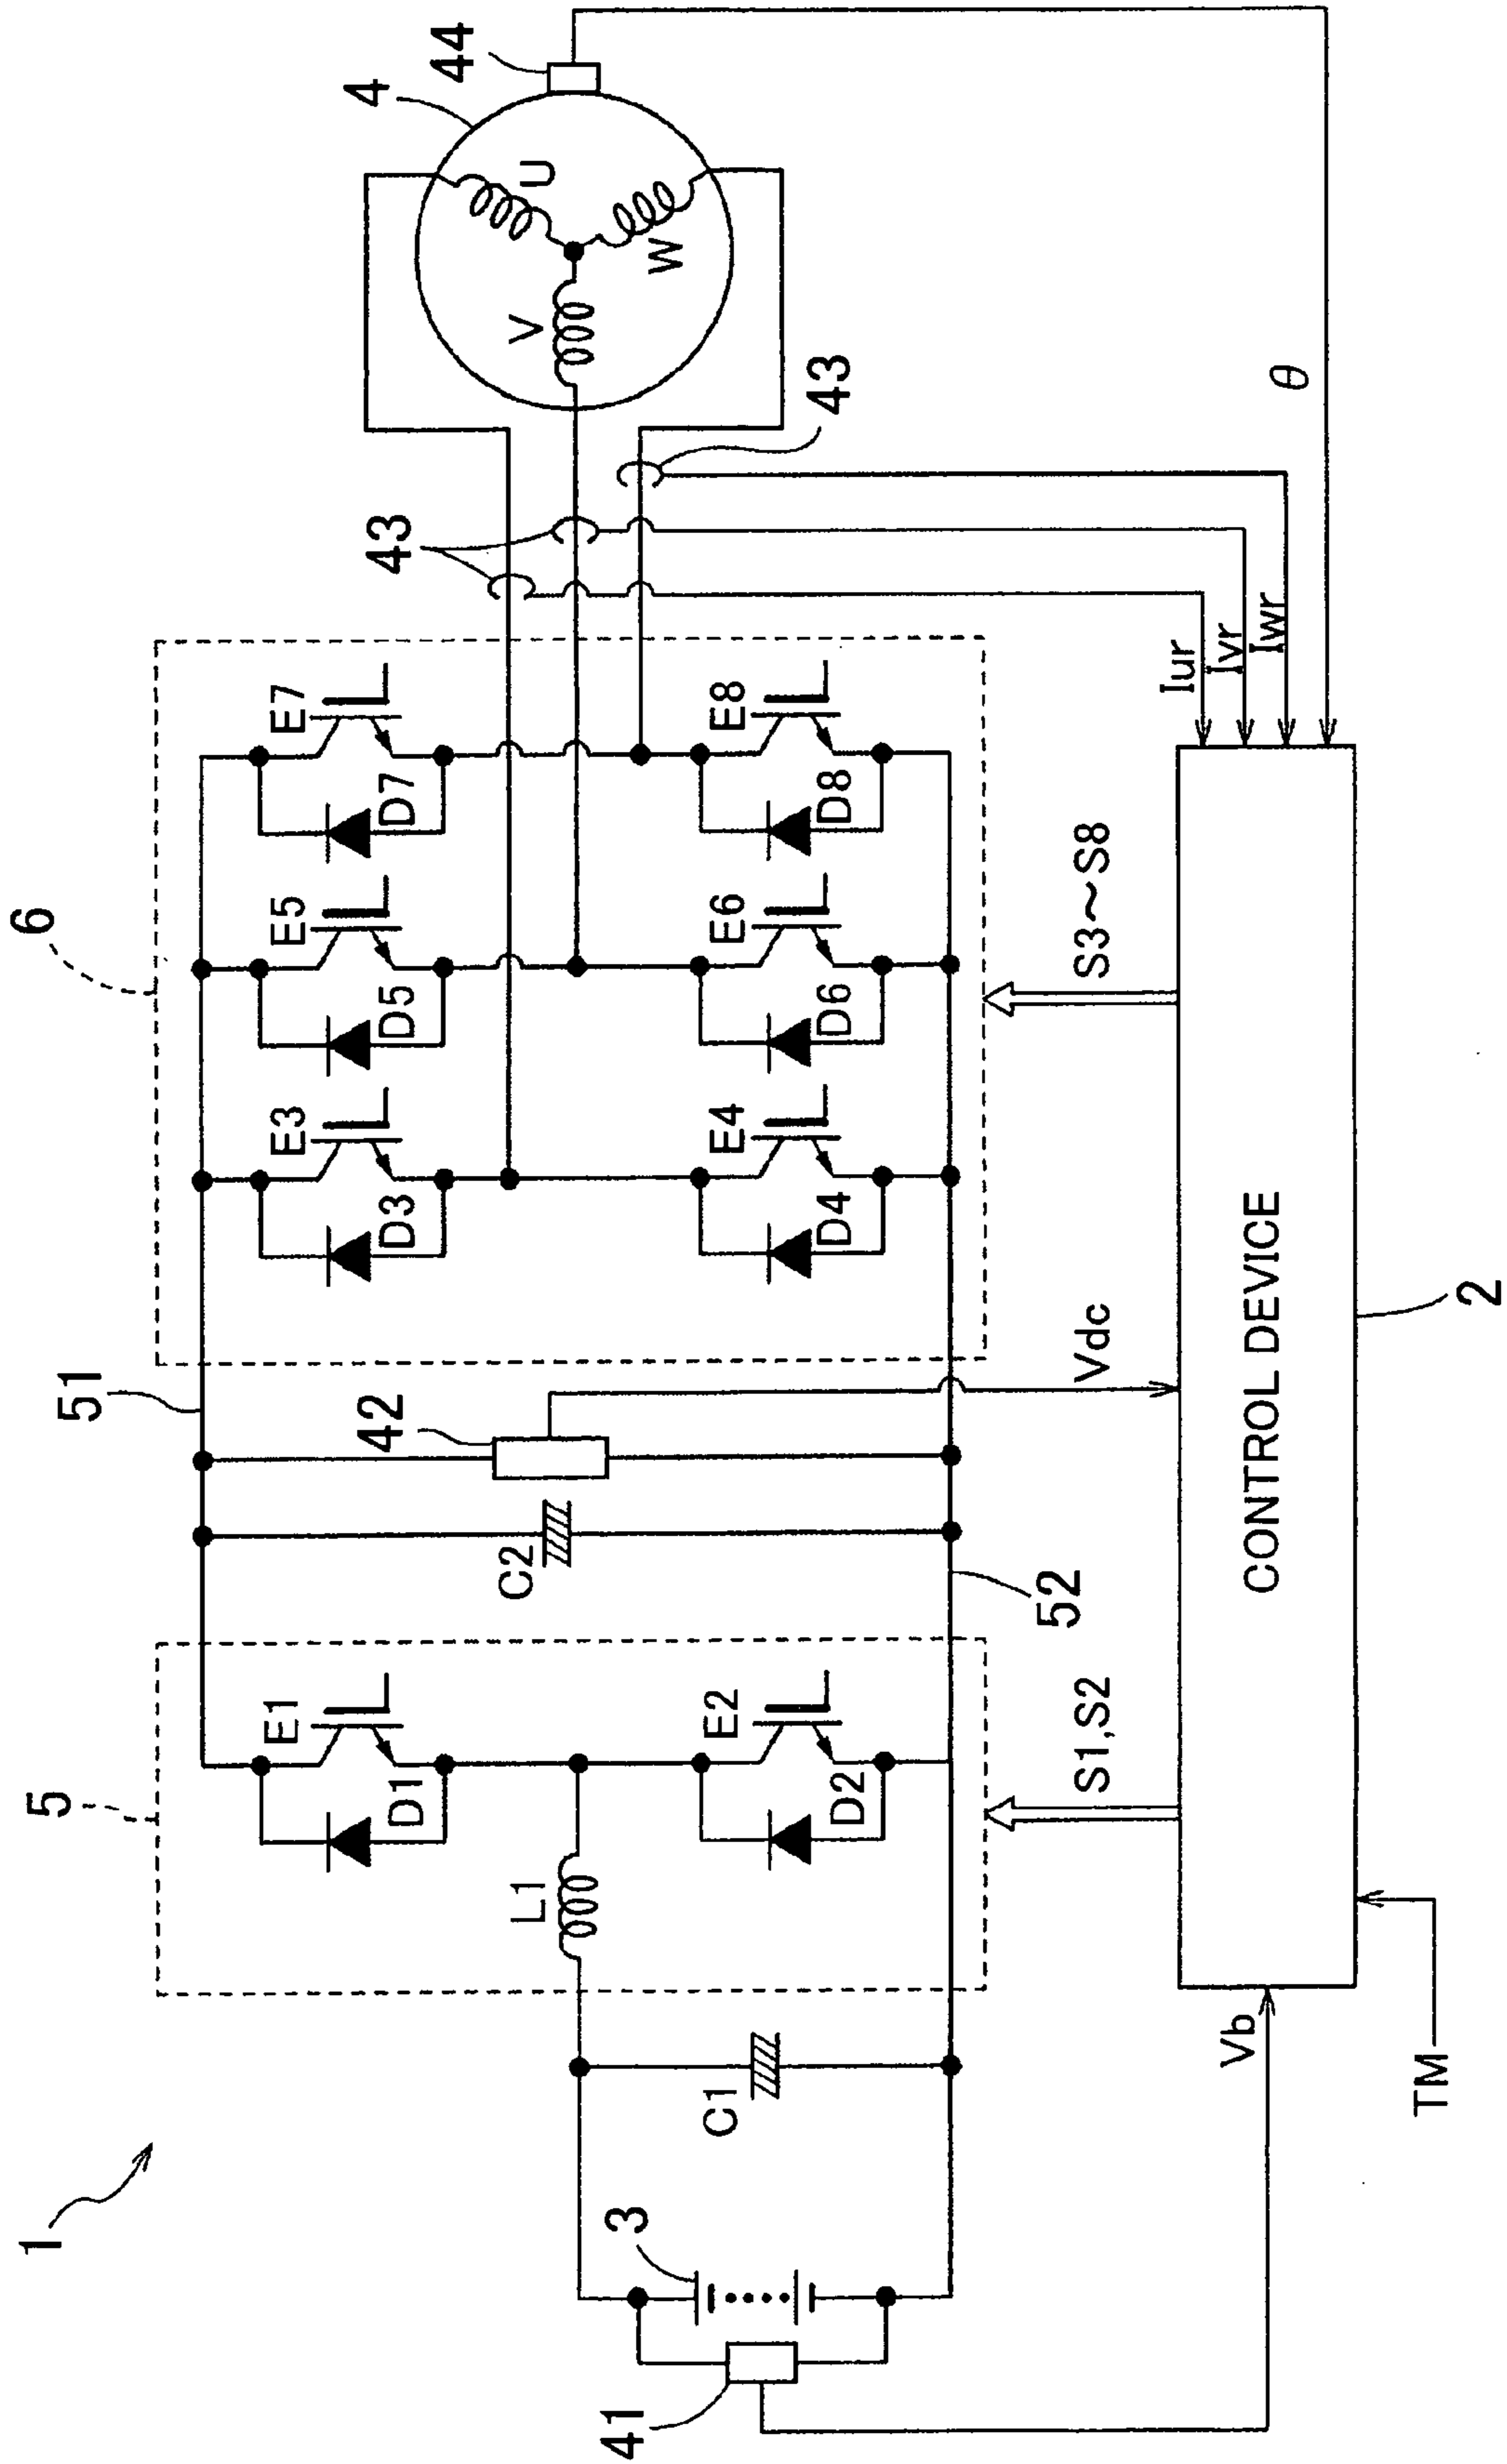 1
5
51
6
E1
D1
E3
D3
E5
D5
E7
D7
L1
C2
42
43
4
44
U
V
W
43
41
3
C1
E2
D2
52
E4
D4
E6
D6
E8
D8
Vb
TM
S1,S2
Vdc
S3~S8
Iur
Ivr
Iwr
θ
CONTROL DEVICE
2